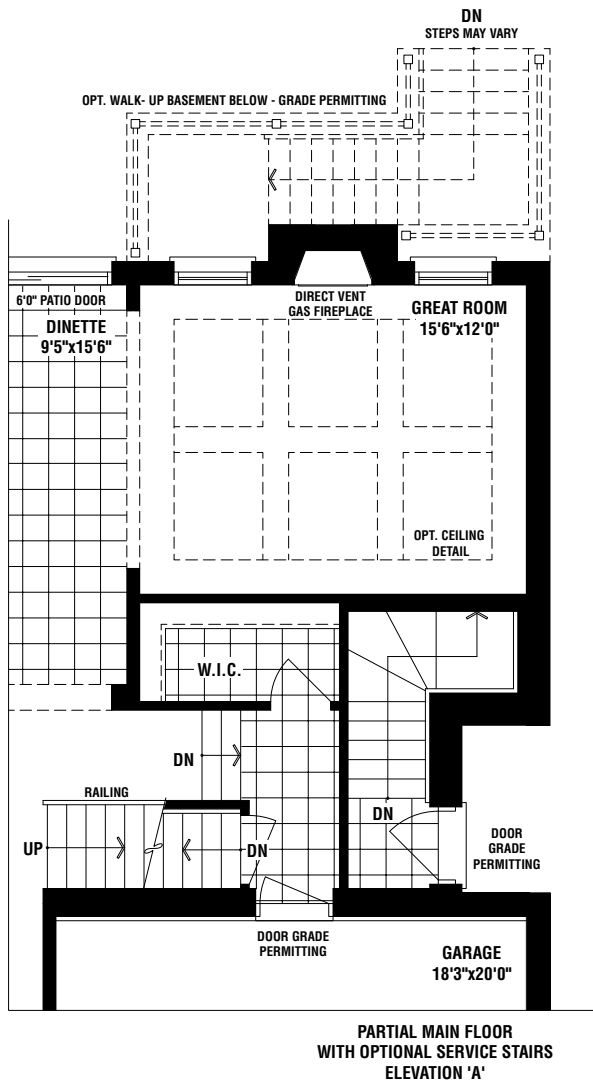 DN
STEPS MAY VARY
OPT. WALK- UP BASEMENT BELOW - GRADE PERMITTING
6'0" PATIO DOOR
DINETTE
9'5"x15'6"
DIRECT VENT
GAS FIREPLACE
GREAT ROOM
15'6"x12'0"
OPT. CEILING
DETAIL
W.I.C.
DN
RAILING
UP
DN
DN
DOOR
GRADE
PERMITTING
DOOR GRADE
PERMITTING
GARAGE
18'3"x20'0"
PARTIAL MAIN FLOOR
WITH OPTIONAL SERVICE STAIRS
ELEVATION 'A'